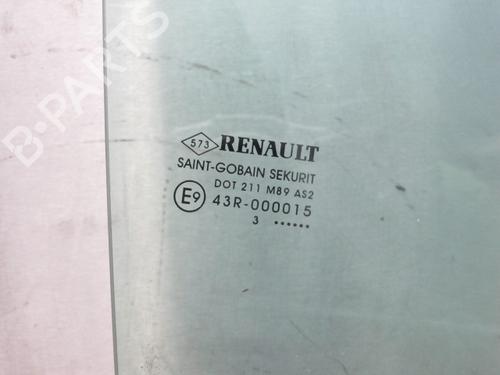 B-PARTS
573 RENAULT
SAINT-GOBAIN SEKURIT
DOT 211 M89 AS2
E9 43R-000015
3 ••••••